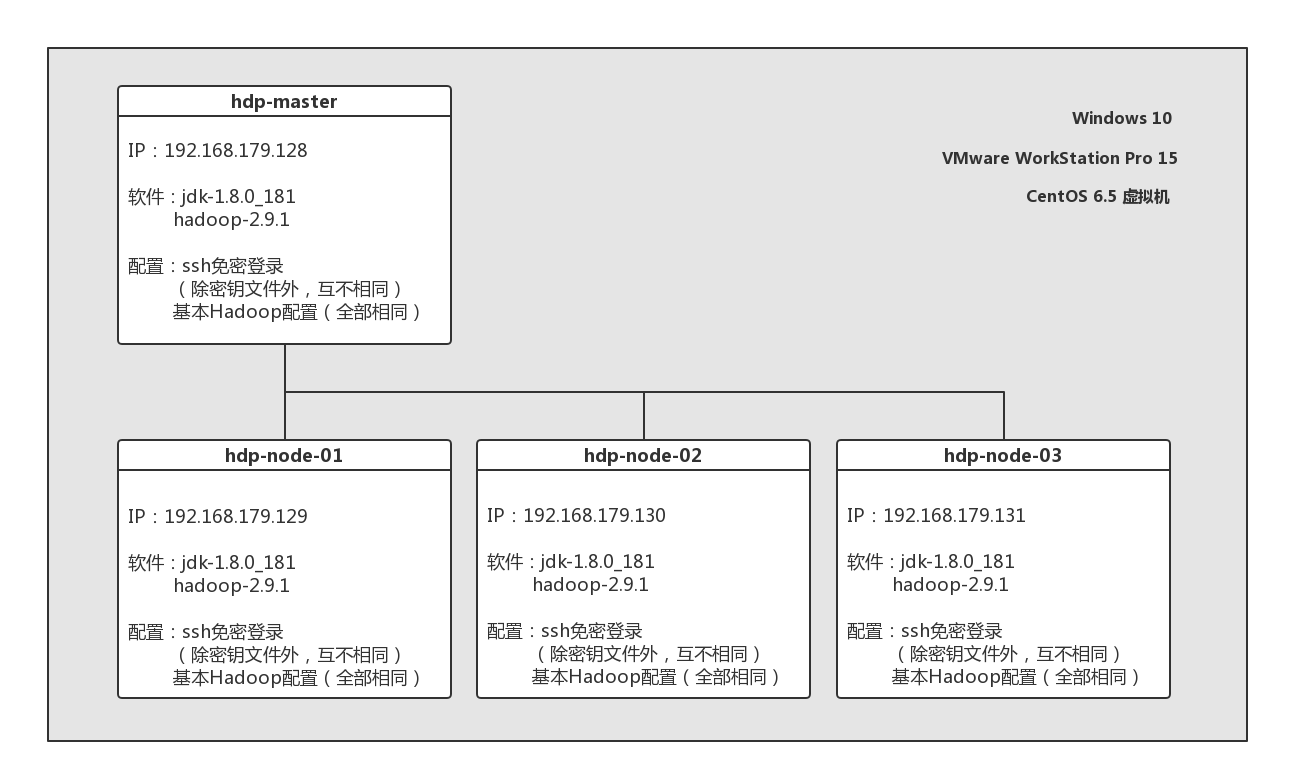 hdp-master
IP：192.168.179.128
软件：jdk-1.8.0_181
hadoop-2.9.1
配置：ssh免密登录
（除密钥文件外，互不相同）
基本Hadoop配置（全部相同）
Windows 10
VMware WorkStation Pro 15
CentOS 6.5 虚拟机
hdp-node-01
IP：192.168.179.129
软件：jdk-1.8.0_181
hadoop-2.9.1
配置：ssh免密登录
（除密钥文件外，互不相同）
基本Hadoop配置（全部相同）
hdp-node-02
IP：192.168.179.130
软件：jdk-1.8.0_181
hadoop-2.9.1
配置：ssh免密登录
（除密钥文件外，互不相同）
基本Hadoop配置（全部相同）
hdp-node-03
IP：192.168.179.131
软件：jdk-1.8.0_181
hadoop-2.9.1
配置：ssh免密登录
（除密钥文件外，互不相同）
基本Hadoop配置（全部相同）